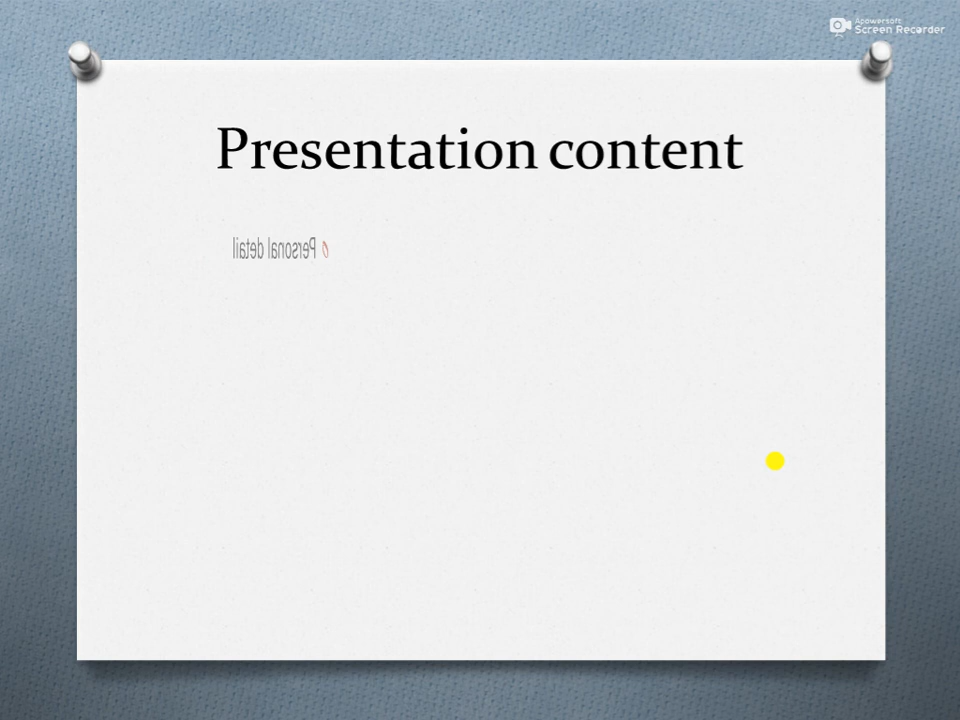 Apowersoft
Screen Recorder
Presentation content
Personal detail